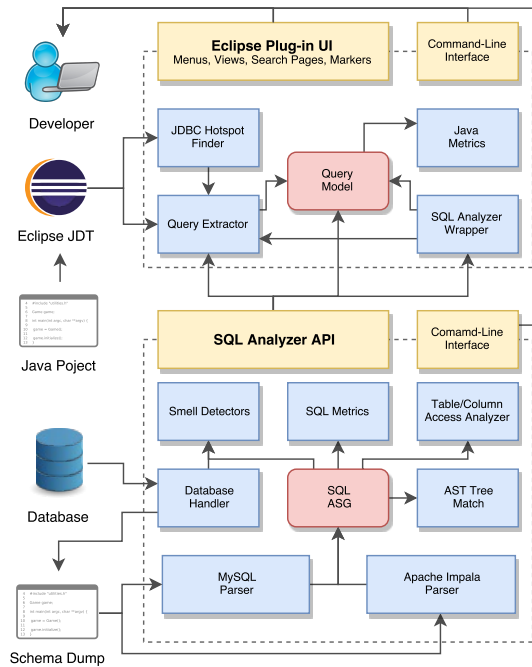 Eclipse Plug-in UI
Menus, Views, Search Pages, Markers
Command-Line
Interface
Developer
JDBC Hotspot
Finder
Java
Metrics
Query
Model
Eclipse JDT
Query Extractor
SQL Analyzer
Wrapper
Java Poject
SQL Analyzer API
Comamd-Line
Interface
Smell Detectors
SQL Metrics
Table/Column
Access Analyzer
Database
Database
Handler
SQL
ASG
AST Tree
Match
MySQL
Parser
Apache Impala
Parser
Schema Dump